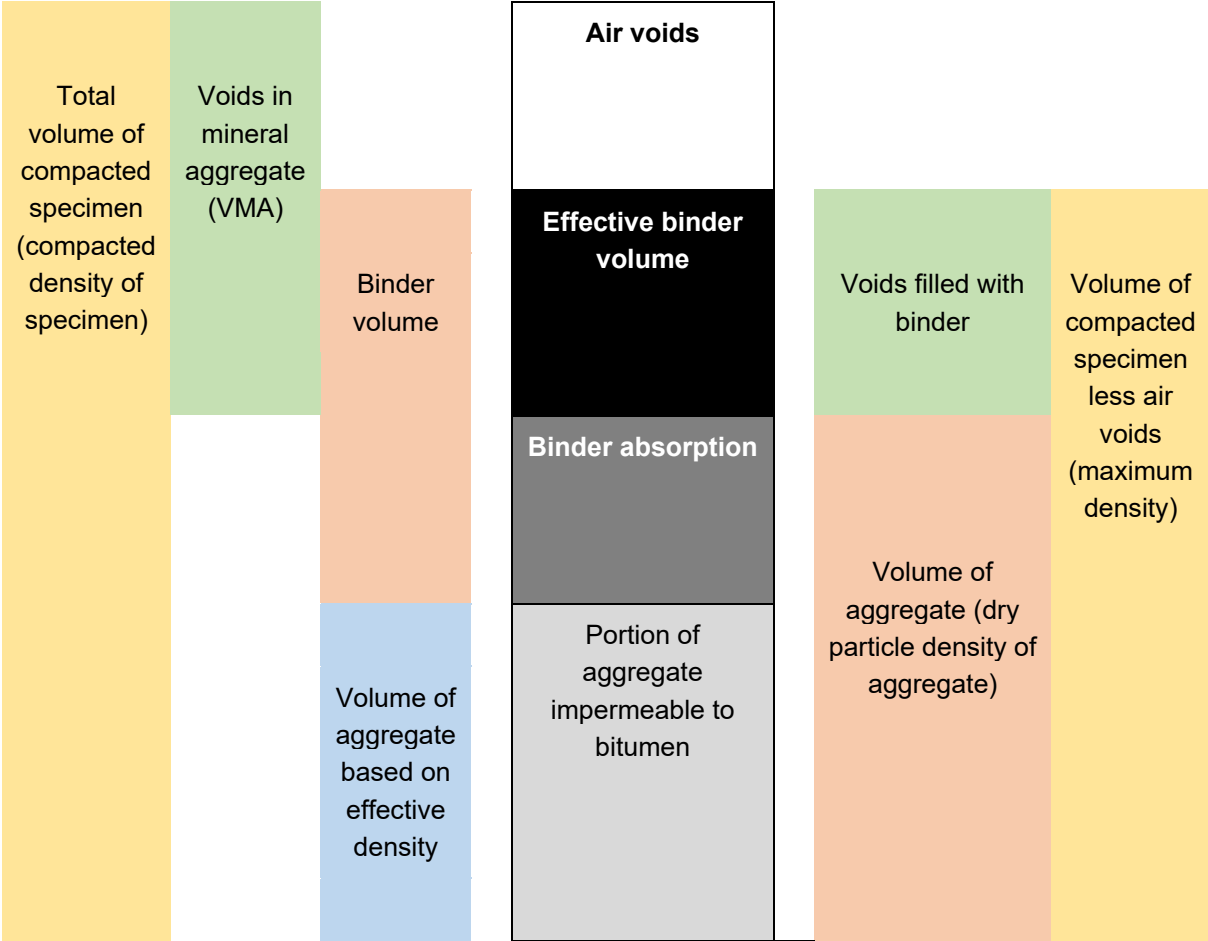 Total
volume of
compacted
specimen
(compacted
density of
specimen)
Voids in
mineral
aggregate
(VMA)
Binder
volume
Volume of
aggregate
based on
effective
density
Air voids
Effective binder
volume
Binder absorption
Portion of
aggregate
impermeable to
bitumen
Voids filled with
binder
Volume of
aggregate (dry
particle density of
aggregate)
Volume of
compacted
specimen
less air
voids
(maximum
density)